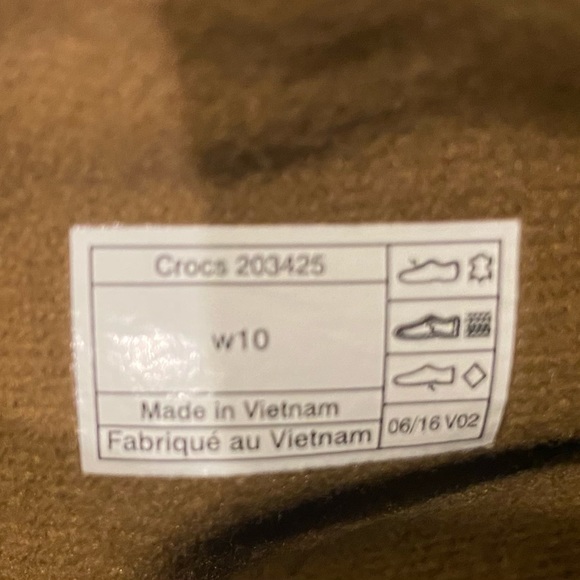 Crocs 203425
w10
Made in Vietnam
Fabriqué au Vietnam
06/16 V02